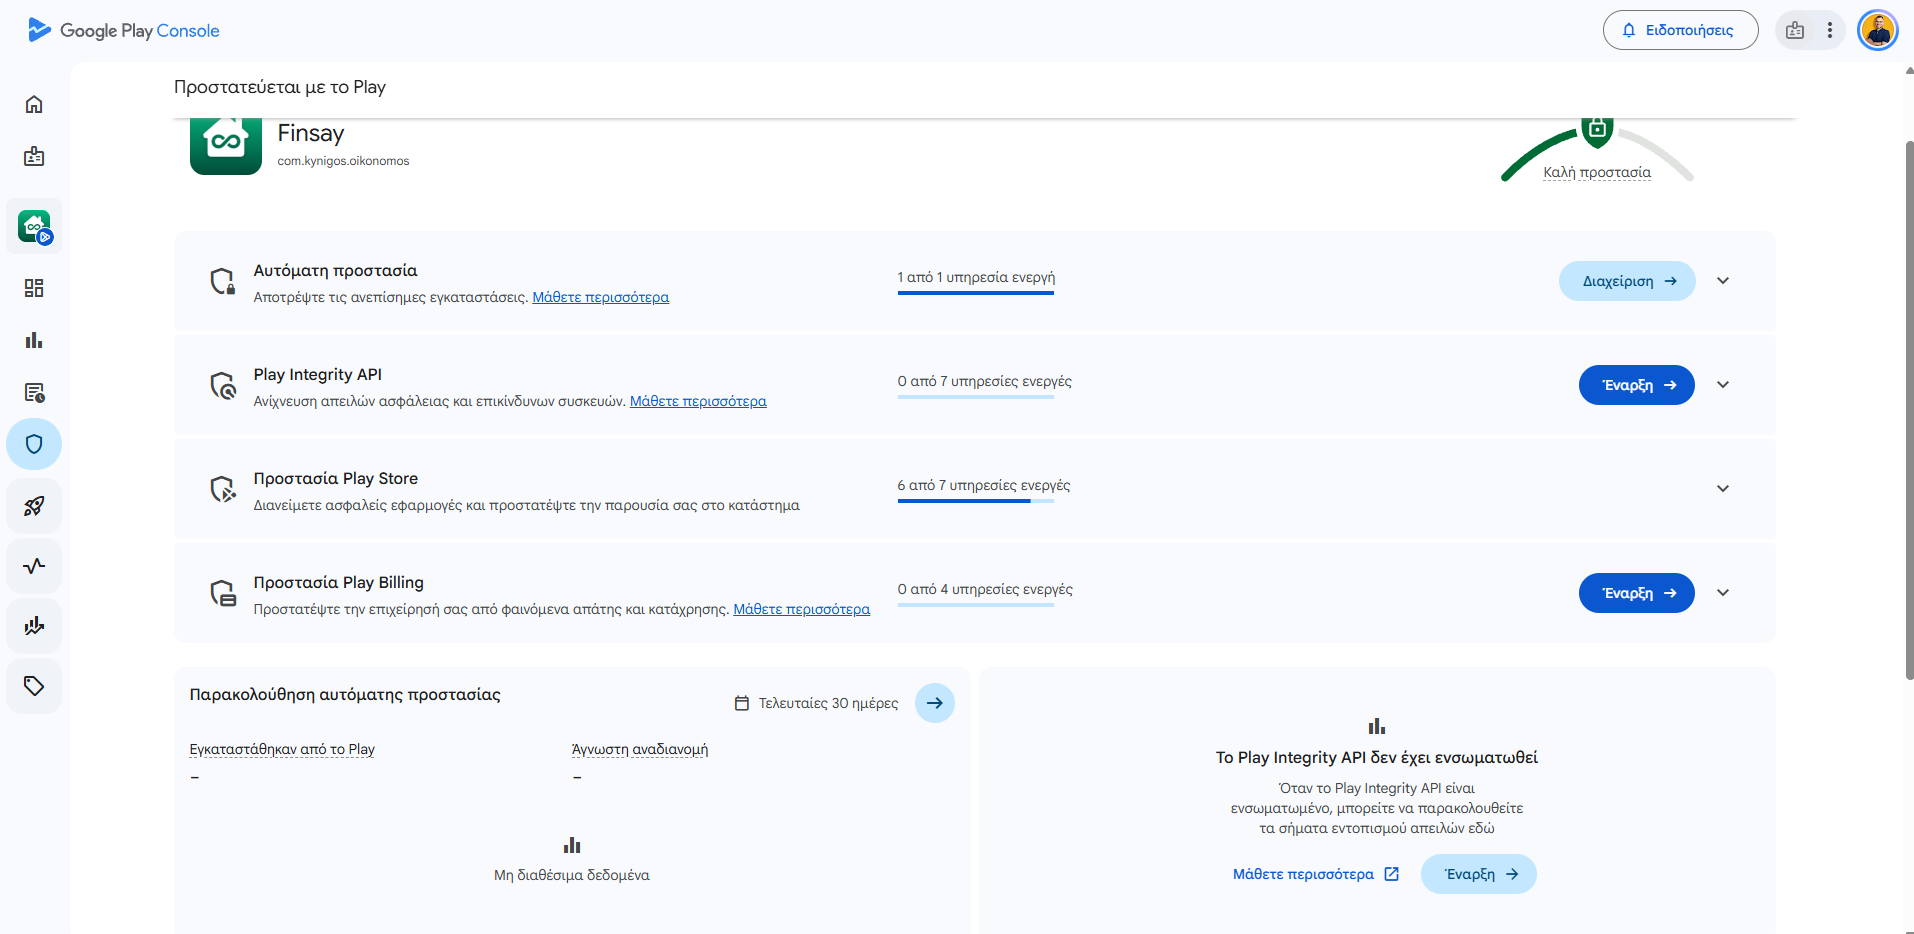 Google Play Console
Ειδοποιήσεις
Προστατεύεται με το Play
Finsay
com.kynigos.oikonomos
Καλή προστασία
Αυτόματη προστασία
Αποτρέψτε τις ανεπίσημες εγκαταστάσεις. Μάθετε περισσότερα
1 από 1 υπηρεσία ενεργή
Διαχείριση
Play Integrity API
Ανίχνευση απειλών ασφάλειας και επικίνδυνων συσκευών. Μάθετε περισσότερα
0 από 7 υπηρεσίες ενεργές
Έναρξη
Προστασία Play Store
Διανείμετε ασφαλείς εφαρμογές και προστατέψτε την παρουσία σας στο κατάστημα
6 από 7 υπηρεσίες ενεργές
Προστασία Play Billing
Προστατέψτε την επιχείρησή σας από φαινόμενα απάτης και κατάχρησης. Μάθετε περισσότερα
0 από 4 υπηρεσίες ενεργές
Έναρξη
Παρακολούθηση αυτόματης προστασίας
Τελευταίες 30 ημέρες
Εγκαταστάθηκαν από το Play
–
Άγνωστη αναδιανομή
–
Μη διαθέσιμα δεδομένα
Το Play Integrity API δεν έχει ενσωματωθεί
Όταν το Play Integrity API είναι
ενσωματωμένο, μπορείτε να παρακολουθείτε
τα σήματα εντοπισμού απειλών εδώ
Μάθετε περισσότερα
Έναρξη